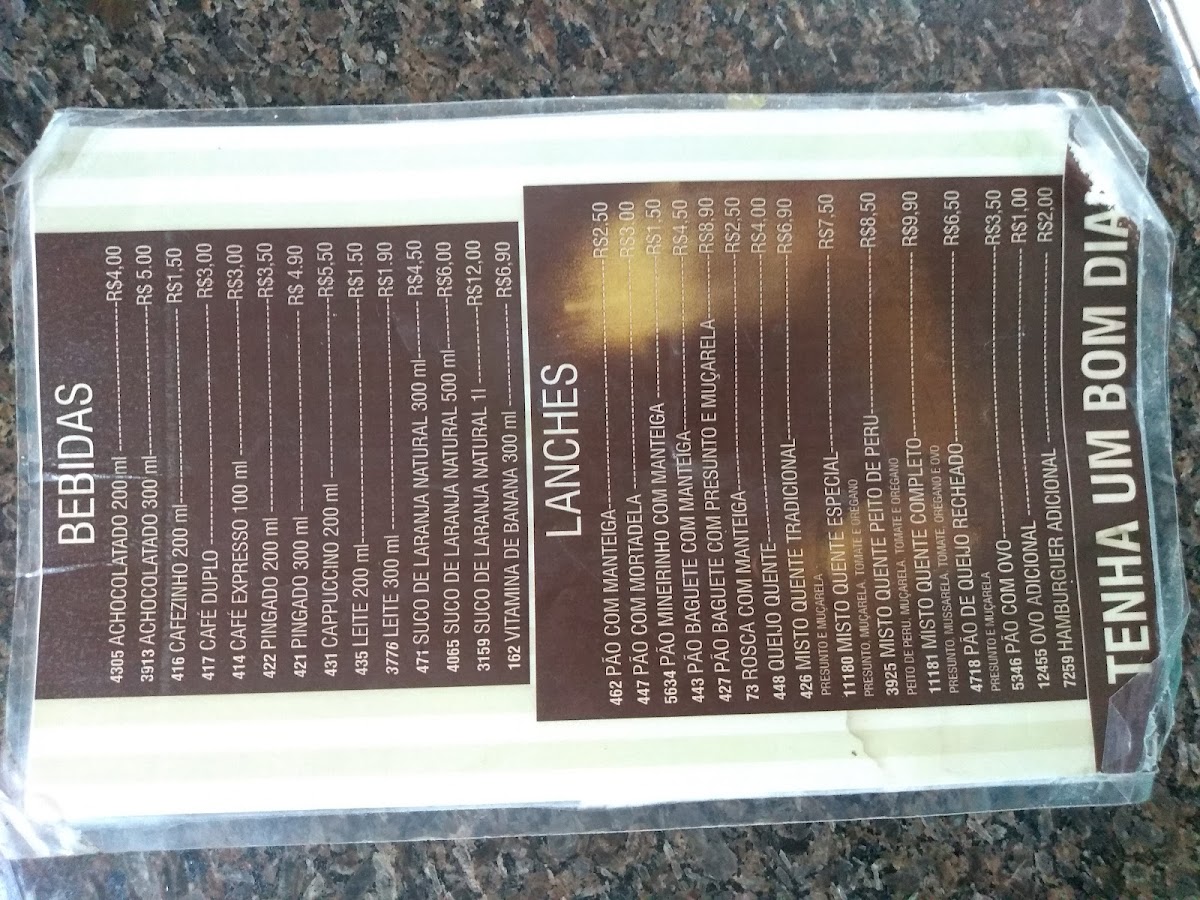 BEBIDAS
4305 ACHOCOLATADO 200 ml--------R$4,00
3913 ACHOCOLATADO 300 ml--------R$ 5.00
416 CAFEZINHO 200 ml--------R$1,50
417 CAFÉ DUPLO --------R$3,00
414 CAFÉ EXPRESSO 100 ml --------R$3,00
422 PINGADO 200 ml --------R$3,50
421 PINGADO 300 ml --------R$ 4.90
431 CAPPUCCINO 200 ml --------R$5,50
435 LEITE 200 ml--------R$1.50
3776 LEITE 300 ml --------R$1.90
471 SUCO DE LARANJA NATURAL 300 ml--------R$4,50
4065 SUCO DE LARANJA NATURAL 500 ml--------R$6,00
3159 SUCO DE LARANJA NATURAL 1l--------R$12,00
162 VITAMINA DE BANANA 300 ml -------- R$6,90
LANCHES
462 PÃO COM MANTEIGA--------R$2.50
447 PÃO COM MORTADELA--------R$3.00
5634 PÃO MINEIRINHO COM MANTEIGA--------R$1.50
443 PÃO BAGUETE COM MANTEIGA--------R$4,50
427 PÃO BAGUETE COM PRESUNTO E MUÇARELA--------R$8,90
73 ROSCA COM MANTEIGA--------R$2,50
448 QUEIJO QUENTE--------R$4.00
426 MISTO QUENTE TRADICIONAL--------R$6,90
PRESUNTO E MUÇARELA
11180 MISTO QUENTE ESPECIAL--------R$7,50
PRESUNTO, MUÇARELA, TOMATE E ORÉGANO
3925 MISTO QUENTE PEITO DE PERU--------R$8,50
PEITO DE PERU, MUÇARELA, TOMATE E ORÉGANO
11181 MISTO QUENTE COMPLETO--------R$9,90
PRESUNTO, MUSSARELA, TOMATE, ORÉGANO E OVO
4718 PÃO DE QUEIJO RECHEADO--------R$6,50
PRESUNTO E MUÇARELA
5346 PÃO COM OVO--------R$3,50
12455 OVO ADICIONAL --------R$1,00
7259 HAMBURGUER ADICIONAL --------R$2,00
TENHA UM BOM DIA